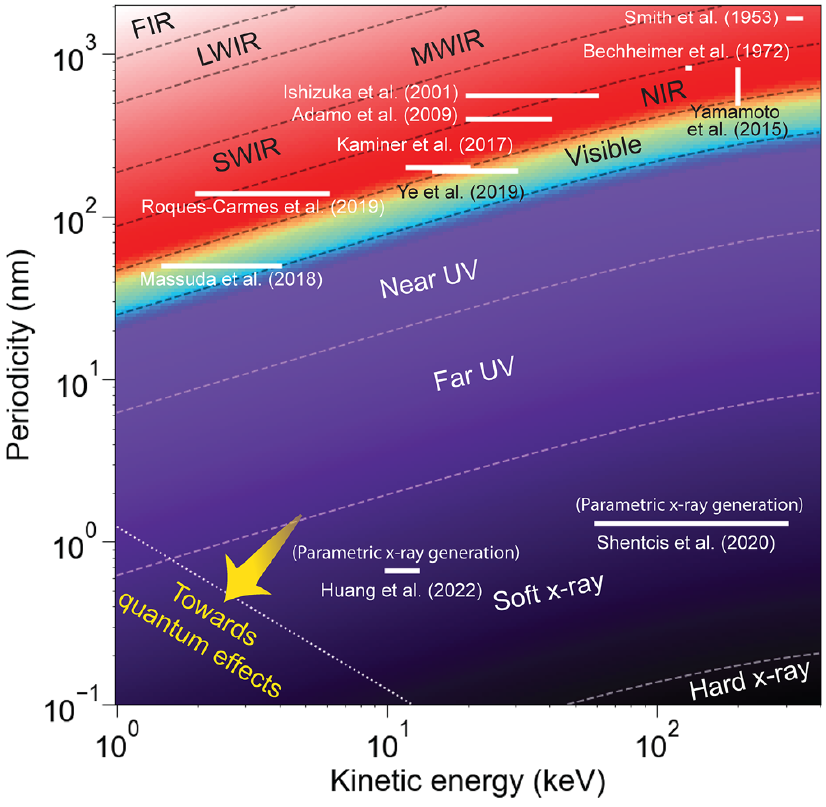 FIR
LWIR
MWIR
Smith et al. (1953)
Bechheimer et al. (1972)
10³
Ishizuka et al. (2001)
Adamo et al. (2009)
NIR
Yamamoto
et al. (2015)
Kaminer et al. (2017)
SWIR
Visible
Ye et al. (2019)
Roques-Carmes et al. (2019)
10²
Massuda et al. (2018)
Near UV
Far UV
10¹
(Parametric x-ray generation)
Shentcis et al. (2020)
10⁰
(Parametric x-ray generation)
Huang et al. (2022)
Soft x-ray
Towards
quantum effects
Hard x-ray
10⁻¹
10⁰
10¹
10²
Kinetic energy (keV)
Periodicity (nm)